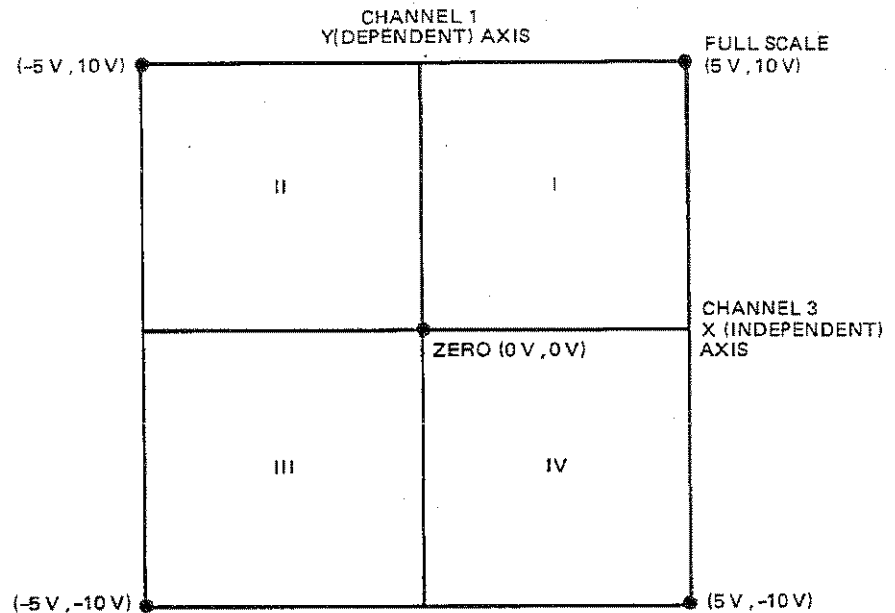 CHANNEL 1
Y(DEPENDENT) AXIS
(-5 V , 10 V)
FULL SCALE
(5 V , 10 V)
II
I
CHANNEL 3
X (INDEPENDENT)
AXIS
ZERO (0 V , 0 V)
III
IV
(-5 V , -10 V)
(5 V , -10 V)